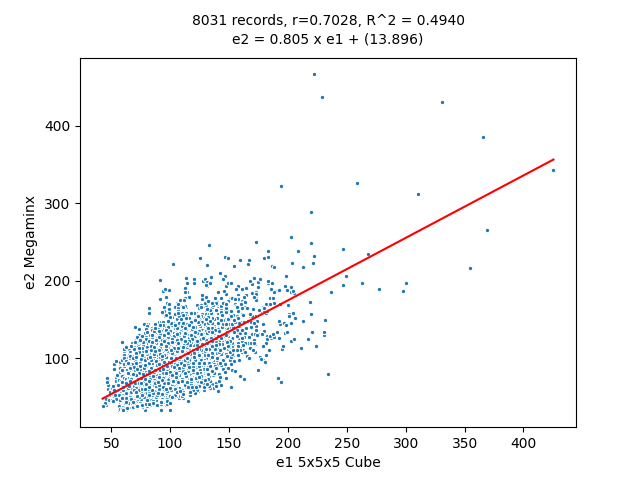 8031 records, r=0.7028, R^2 = 0.4940
e2 = 0.805 x e1 + (13.896)
400
300
200
100
e2 Megaminx
50 100 150 200 250 300 350 400
e1 5x5x5 Cube